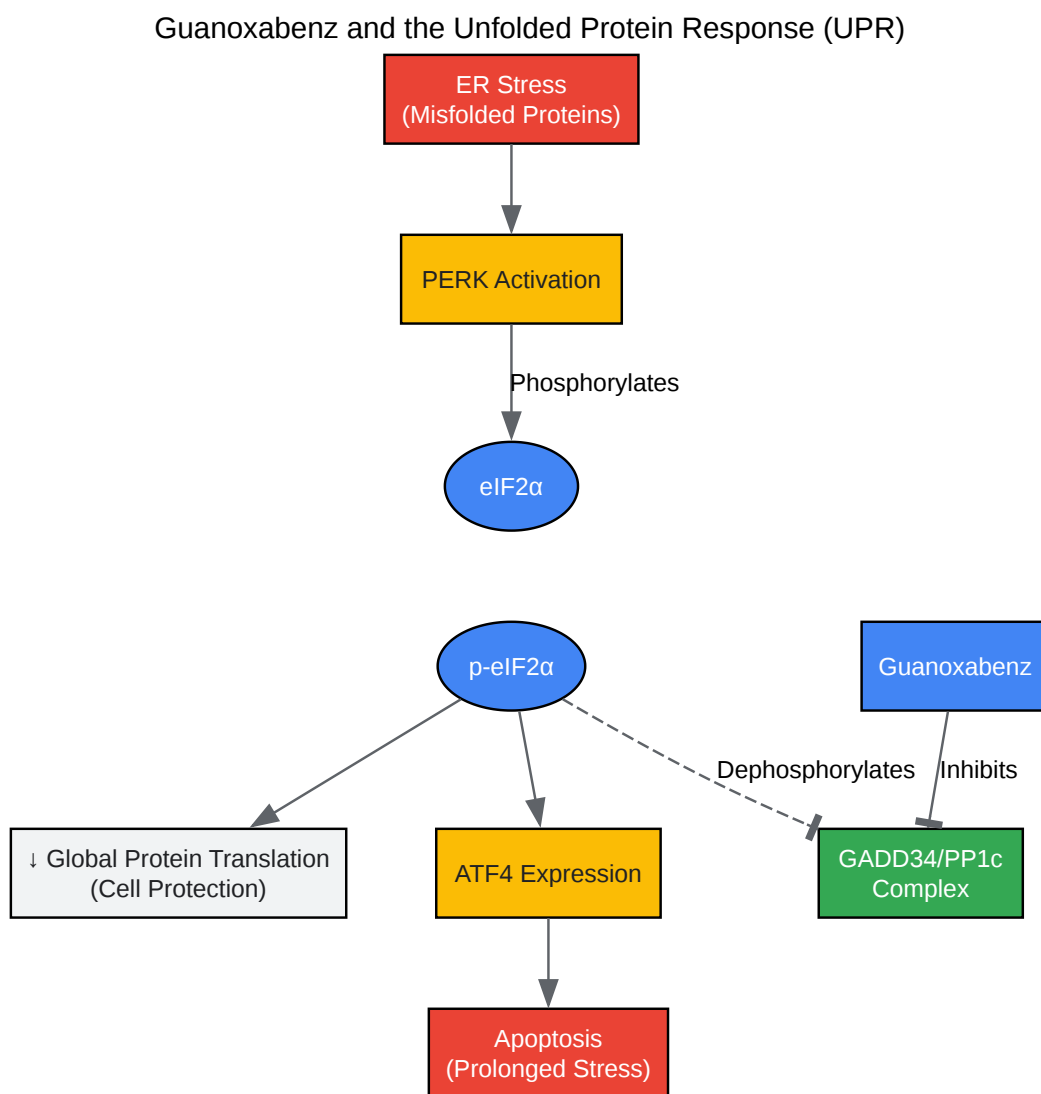 Guanoxabenz and the Unfolded Protein Response (UPR)
ER Stress
(Misfolded Proteins)
PERK Activation
Phosphorylates
eIF2α
p-eIF2α
Guanoxabenz
Dephosphorylates
Inhibits
↓ Global Protein Translation
(Cell Protection)
ATF4 Expression
GADD34/PP1c
Complex
Apoptosis
(Prolonged Stress)